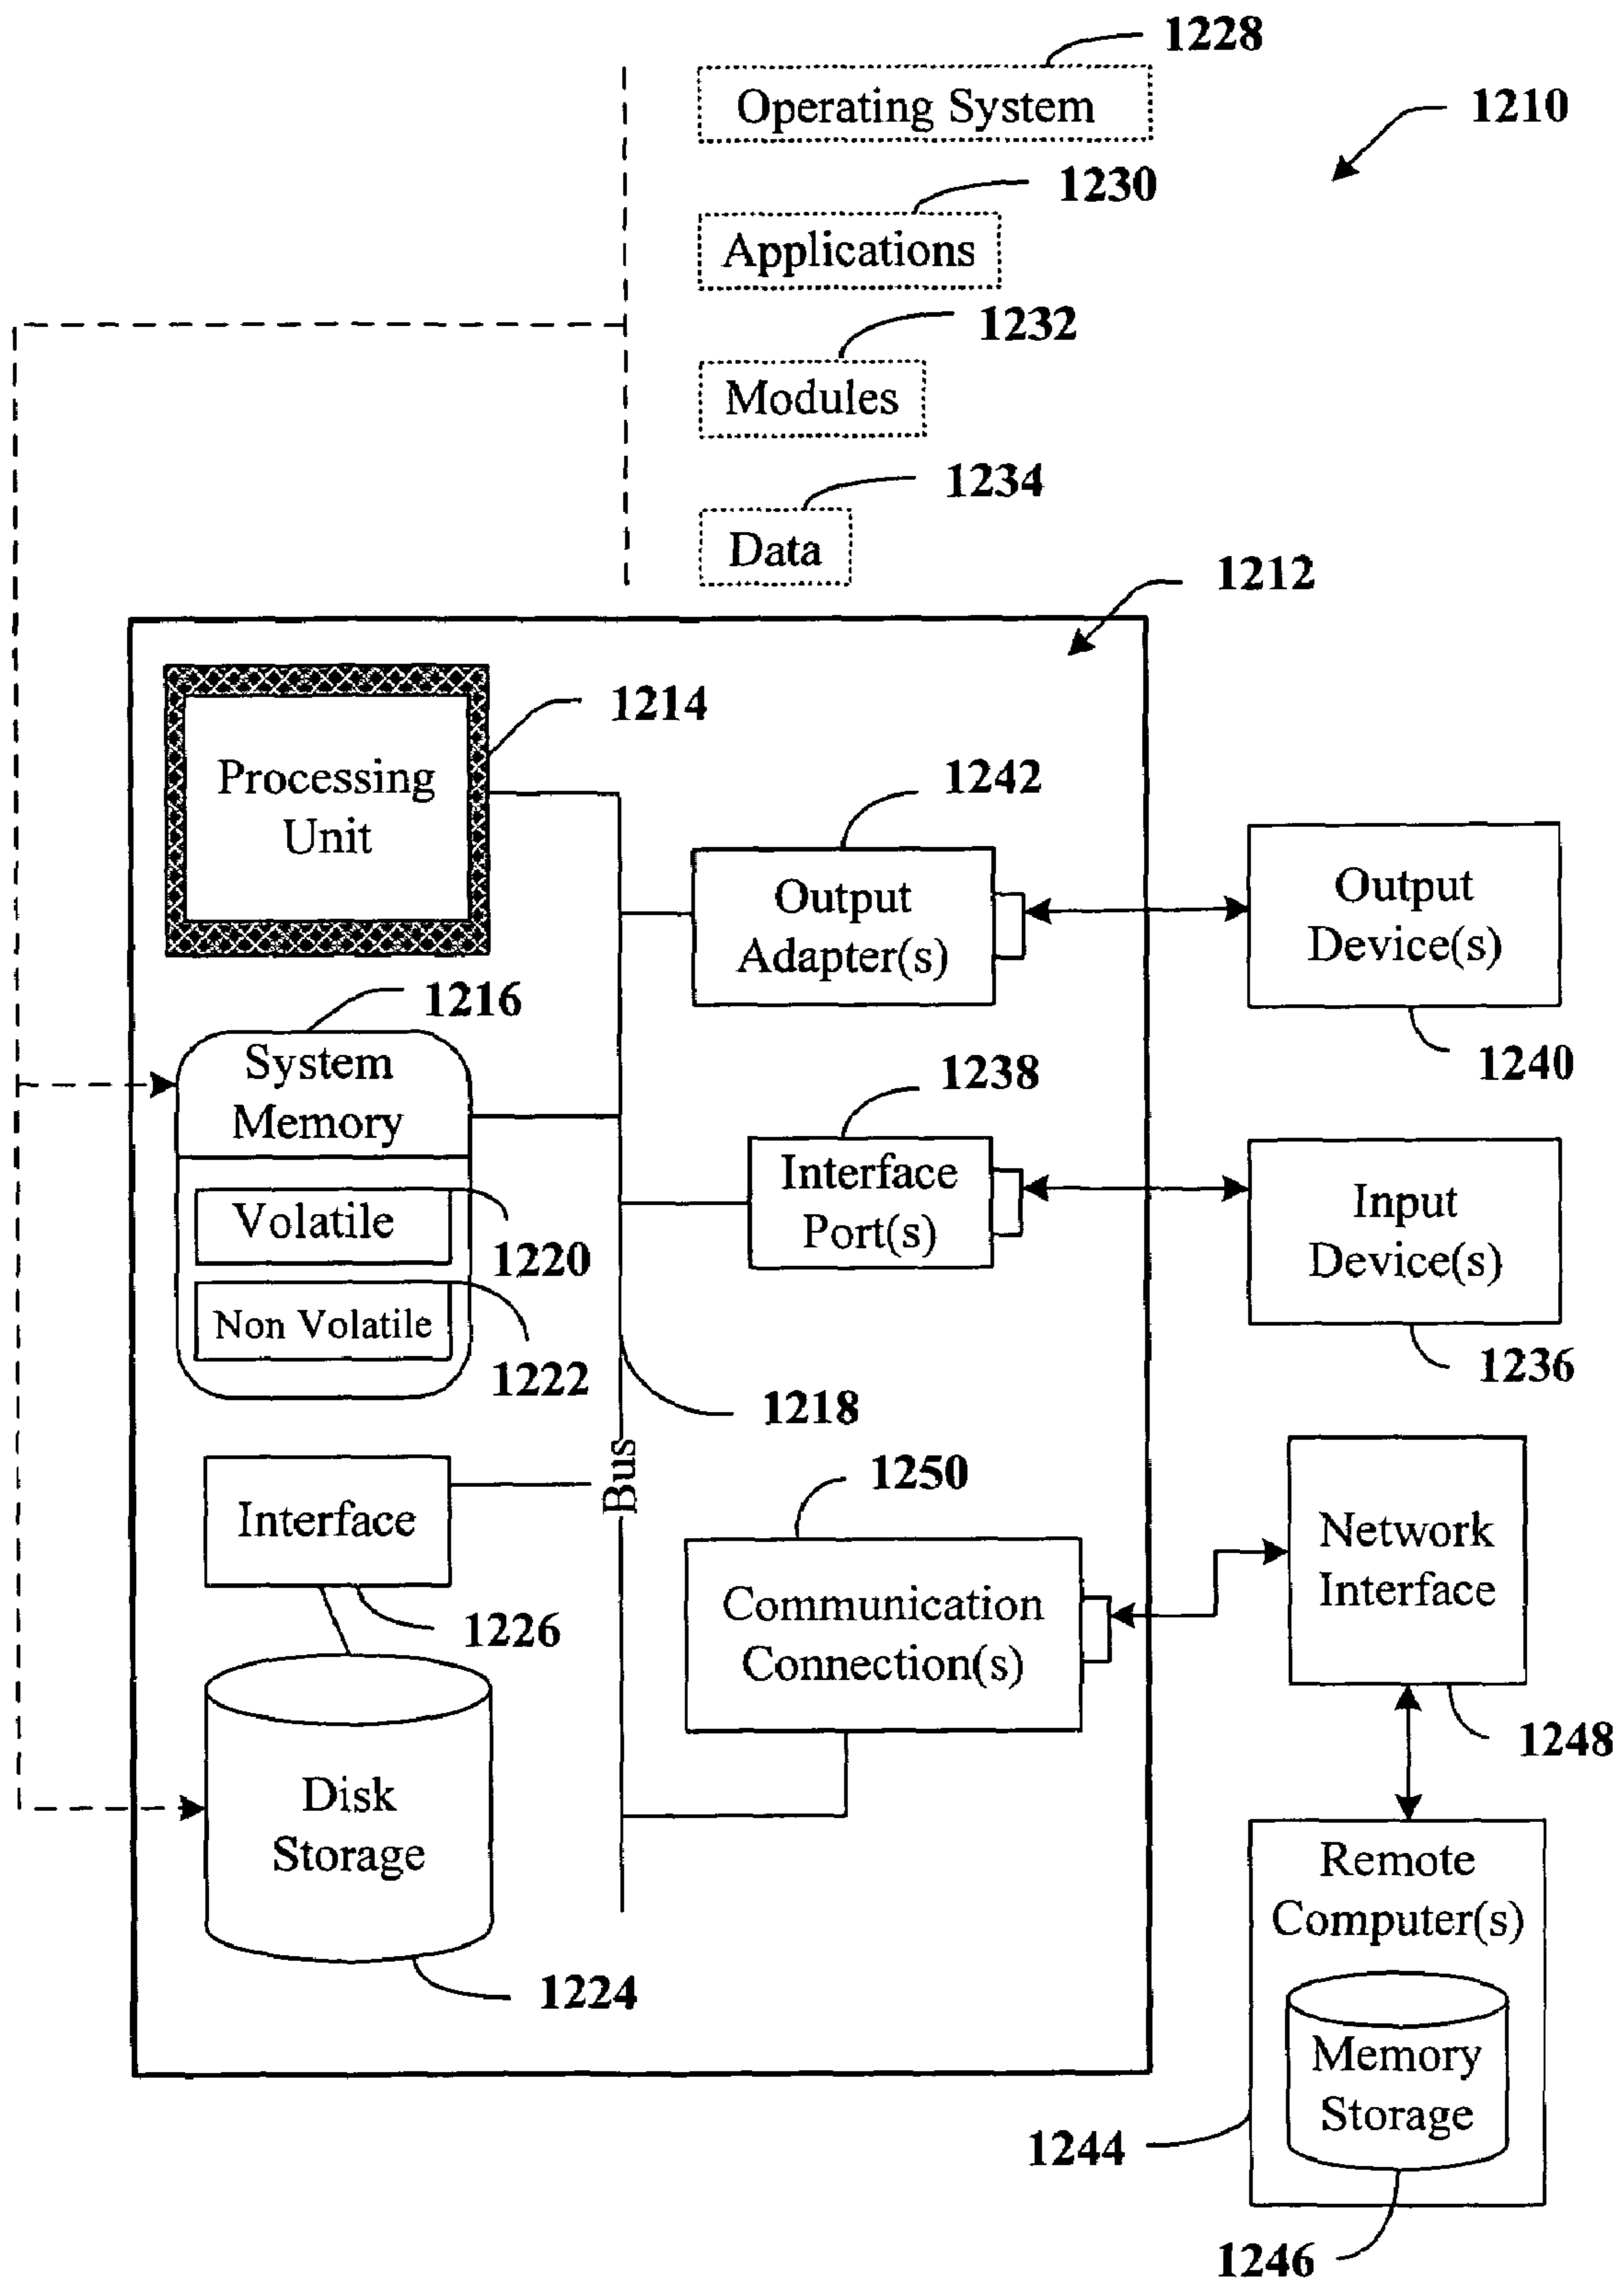 1228
Operating System
1210
1230
Applications
1232
Modules
1234
Data
1212
1214
Processing
Unit
1242
Output
Adapter(s)
Output
Device(s)
1240
1216
System
Memory
1238
Interface
Port(s)
Input
Device(s)
1236
Volatile
1220
Non Volatile
1222
1218
Bus
1250
Interface
1226
Communication
Connection(s)
Network
Interface
1248
Disk
Storage
1224
Remote
Computer(s)
Memory
Storage
1244
1246